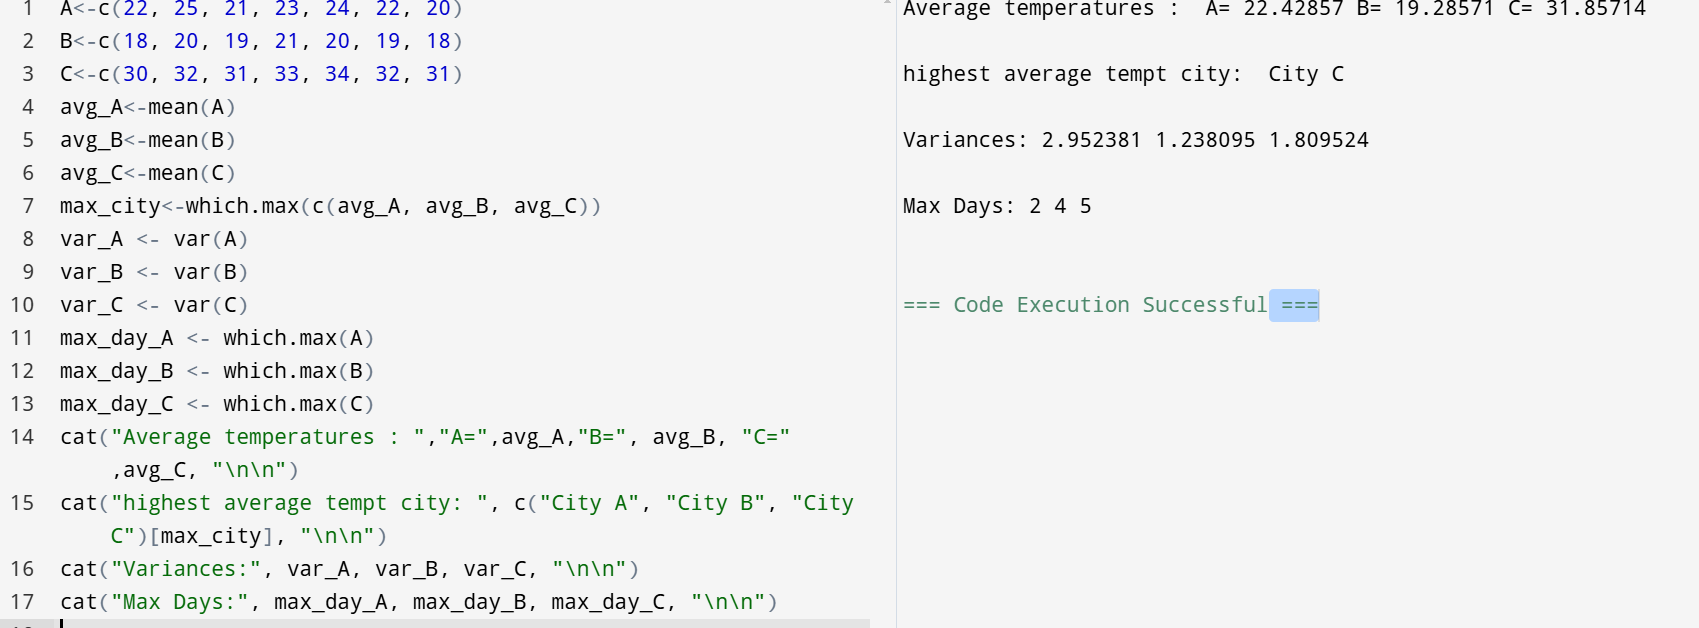 1 A<-c(22, 25, 21, 23, 24, 22, 20)
2 B<-c(18, 20, 19, 21, 20, 19, 18)
3 C<-c(30, 32, 31, 33, 34, 32, 31)
4 avg_A<-mean(A)
5 avg_B<-mean(B)
6 avg_C<-mean(C)
7 max_city<-which.max(c(avg_A, avg_B, avg_C))
8 var_A <- var(A)
9 var_B <- var(B)
10 var_C <- var(C)
11 max_day_A <- which.max(A)
12 max_day_B <- which.max(B)
13 max_day_C <- which.max(C)
14 cat("Average temperatures : ","A=",avg_A,"B=", avg_B, "C="
,avg_C, "\n\n")
15 cat("highest average tempt city: ", c("City A", "City B", "City
C")[max_city], "\n\n")
16 cat("Variances:", var_A, var_B, var_C, "\n\n")
17 cat("Max Days:", max_day_A, max_day_B, max_day_C, "\n\n")
Average temperatures :  A= 22.42857 B= 19.28571 C= 31.85714
highest average tempt city:  City C
Variances: 2.952381 1.238095 1.809524
Max Days: 2 4 5
=== Code Execution Successful ===